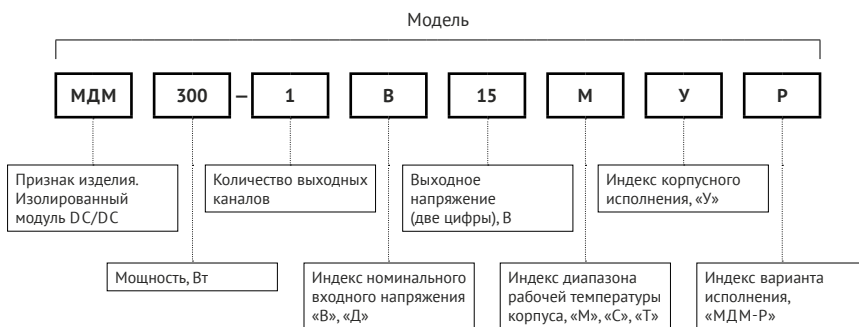 Модель
МДМ 300 – 1 В 15 М У Р
Признак изделия.
Изолированный
модуль DC/DC
Количество выходных
каналов
Выходное
напряжение
(две цифры), В
Индекс корпусного
исполнения, «У»
Мощность, Вт
Индекс номинального
входного напряжения
«В», «Д»
Индекс диапазона
рабочей температуры
корпуса, «М», «С», «Т»
Индекс варианта
исполнения,
«МДМ-Р»